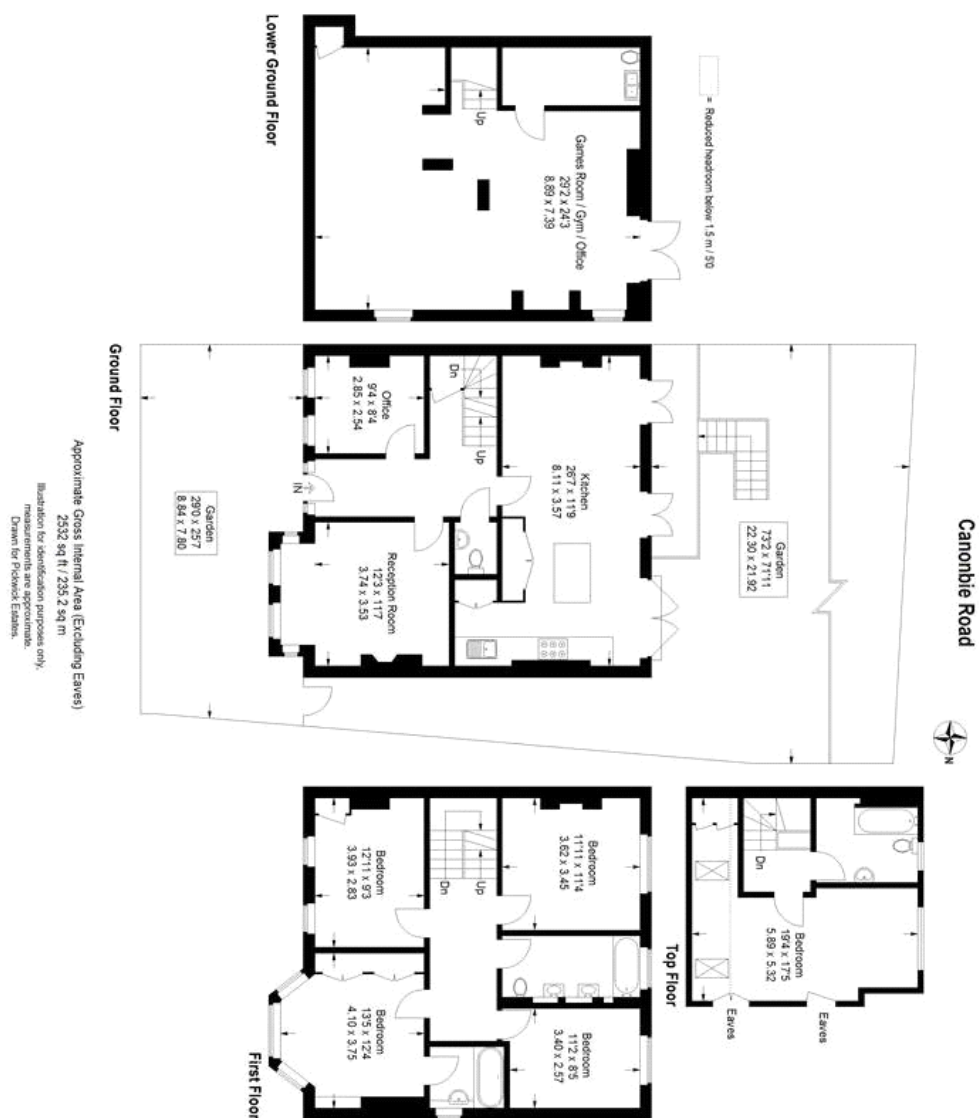 Canonbie Road
N
= Reduced headroom below 1.5 m / 5'0
Games Room / Gym / Office
29'2 x 24'3
8.89 x 7.39
Up
Lower Ground Floor
Garden
73'2 x 71'11
22.30 x 21.92
Kitchen
26'7 x 11'9
8.11 x 3.57
Dn
Up
Office
9'4 x 8'4
2.85 x 2.54
Reception Room
12'3 x 11'7
3.74 x 3.53
IN
Garden
29'0 x 25'7
8.84 x 7.80
Ground Floor
Bedroom
19'4 x 17'5
5.89 x 5.32
Dn
Eaves
Eaves
Top Floor
Bedroom
11'11 x 11'4
3.62 x 3.45
Bedroom
11'2 x 8'5
3.40 x 2.57
Up
Dn
Bedroom
12'11 x 9'3
3.93 x 2.83
Bedroom
13'5 x 12'4
4.10 x 3.75
First Floor
Approximate Gross Internal Area (Excluding Eaves)
2532 sq ft / 235.2 sq m
Illustration for identification purposes only,
measurements are approximate.
Drawn for Pickwick Estates.